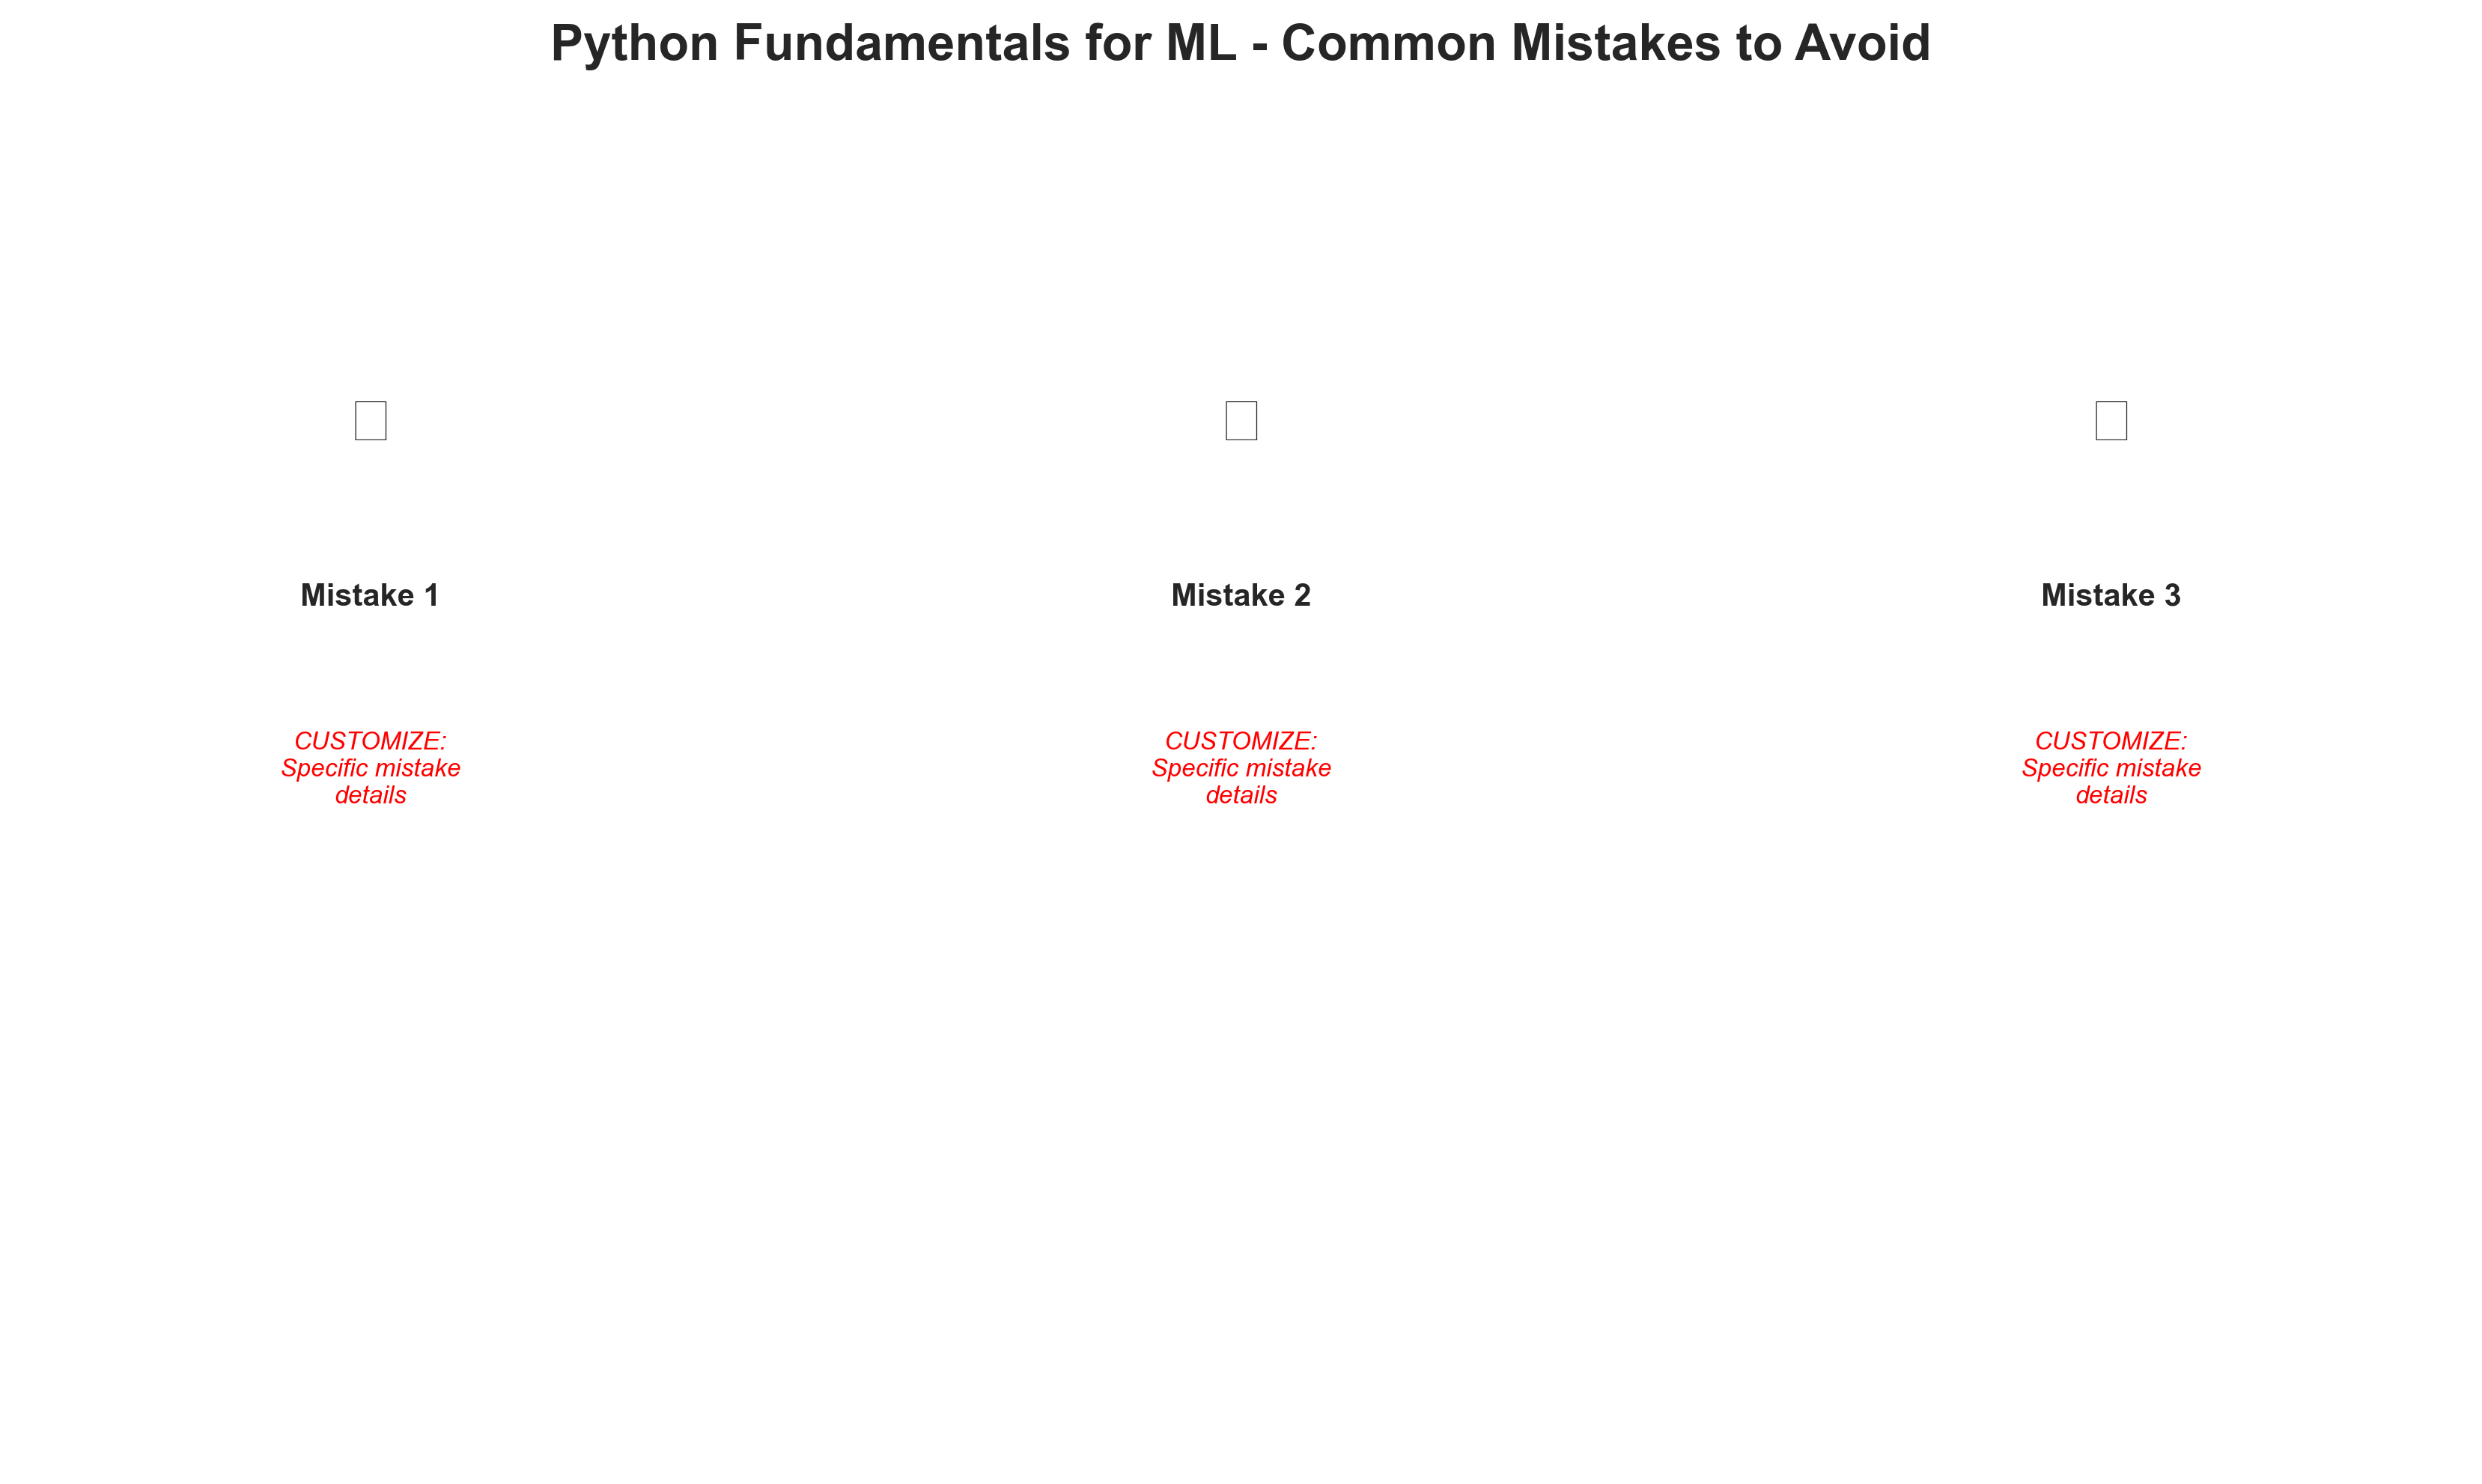 Python Fundamentals for ML - Common Mistakes to Avoid
Mistake 1
CUSTOMIZE:
Specific mistake
details
Mistake 2
CUSTOMIZE:
Specific mistake
details
Mistake 3
CUSTOMIZE:
Specific mistake
details